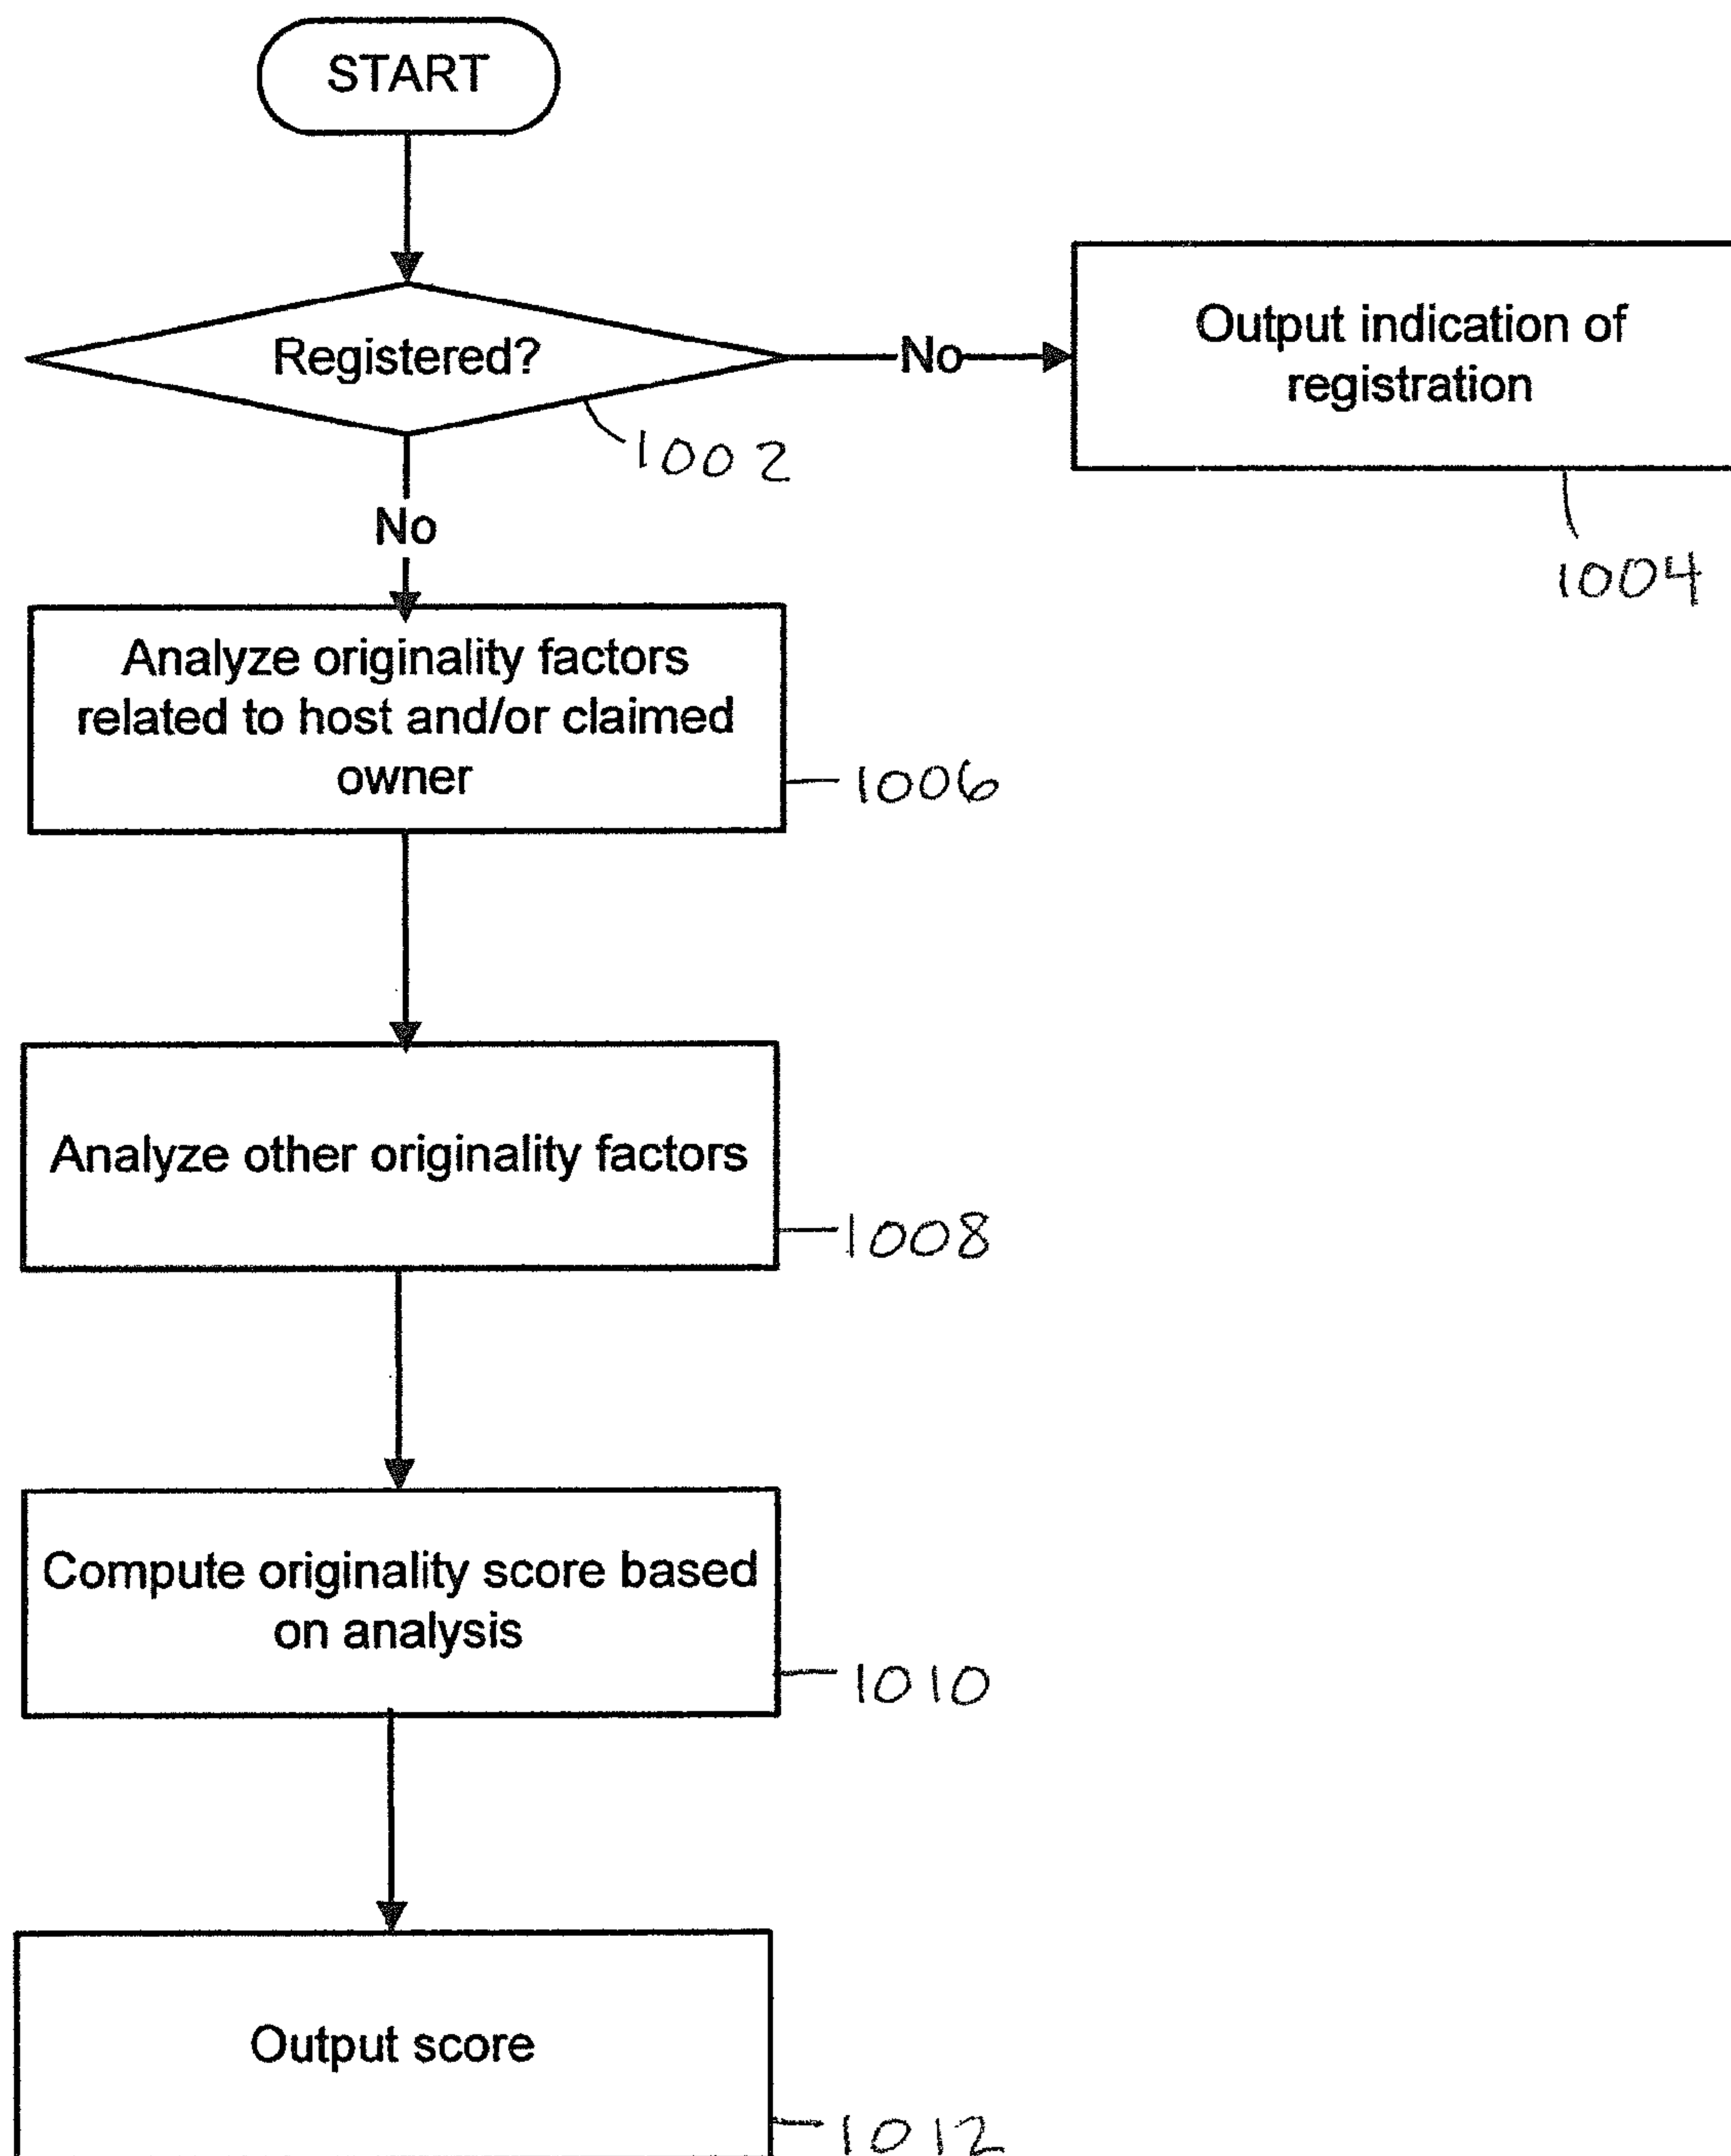 START
Registered?
No
Output indication of
registration
1002
1004
No
Analyze originality factors
related to host and/or claimed
owner
1006
Analyze other originality factors
1008
Compute originality score based
on analysis
1010
Output score
1012